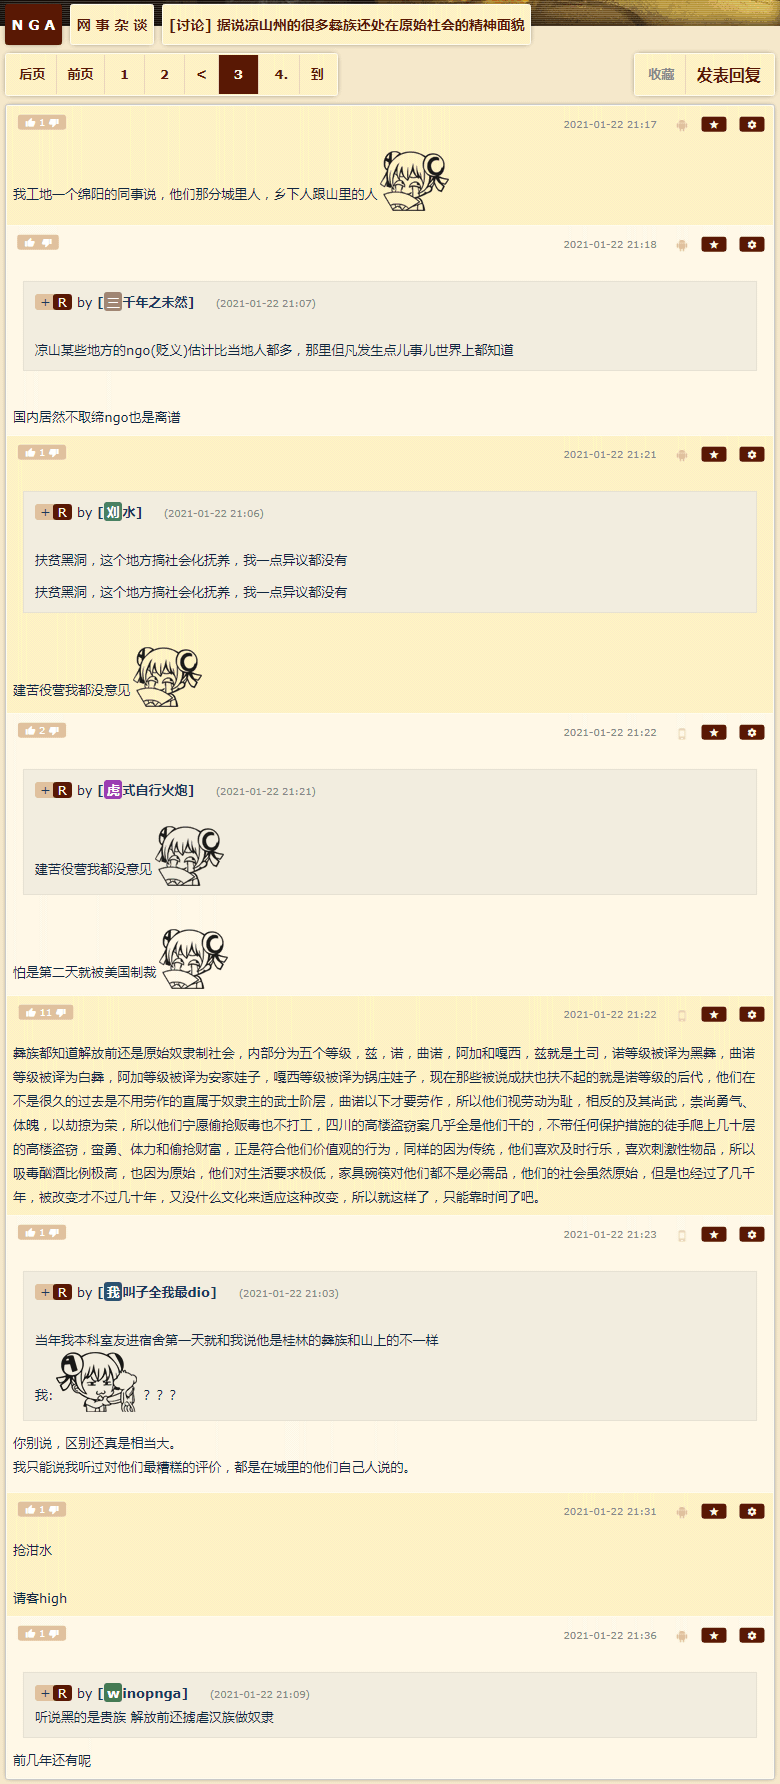 NGA 网事杂谈 [讨论] 据说凉山州的很多彝族还处在原始社会的精神面貌
后页 前页 1 2 < 3 4. 到 收藏 发表回复
1 2021-01-22 21:17
我工地一个绵阳的同事说，他们那分城里人，乡下人跟山里的人
2021-01-22 21:18
+ R by [三千年之未然] (2021-01-22 21:07)
凉山某些地方的ngo(贬义)估计比当地人都多，那里但凡发生点儿事儿世界上都知道
国内居然不取缔ngo也是离谱
1 2021-01-22 21:21
+ R by [刈水] (2021-01-22 21:06)
扶贫黑洞，这个地方搞社会化抚养，我一点异议都没有
扶贫黑洞，这个地方搞社会化抚养，我一点异议都没有
建苦役营我都没意见
2 2021-01-22 21:22
+ R by [虎式自行火炮] (2021-01-22 21:21)
建苦役营我都没意见
怕是第二天就被美国制裁
11 2021-01-22 21:22
彝族都知道解放前还是原始奴隶制社会，内部分为五个等级，兹，诺，曲诺，阿加和嘎西，兹就是土司，诺等级被译为黑彝，曲诺
等级被译为白彝，阿加等级被译为安家娃子，嘎西等级被译为锅庄娃子，现在那些被说成扶也扶不起的就是诺等级的后代，他们在
不是很久的过去是不用劳作的直属于奴隶主的武士阶层，曲诺以下才要劳作，所以他们视劳动为耻，相反的及其尚武，崇尚勇气、
体魄，以劫掠为荣，所以他们宁愿偷抢贩毒也不打工，四川的高楼盗窃案几乎全是他们干的，不带任何保护措施的徒手爬上几十层
的高楼盗窃，蛮勇、体力和偷抢财富，正是符合他们价值观的行为，同样的因为传统，他们喜欢及时行乐，喜欢刺激性物品，所以
吸毒酗酒比例极高，也因为原始，他们对生活要求极低，家具碗筷对他们都不是必需品，他们的社会虽然原始，但是也经过了几千
年，被改变才不过几十年，又没什么文化来适应这种改变，所以就这样了，只能靠时间了吧。
1 2021-01-22 21:23
+ R by [我叫子全我最dio] (2021-01-22 21:03)
当年我本科室友进宿舍第一天就和我说他是桂林的彝族和山上的不一样
我: ？？？
你别说，区别还真是相当大。
我只能说我听过对他们最糟糕的评价，都是在城里的他们自己人说的。
1 2021-01-22 21:31
抢泔水
请客high
1 2021-01-22 21:36
+ R by [winopnga] (2021-01-22 21:09)
听说黑的是贵族 解放前还掳虐汉族做奴隶
前几年还有呢